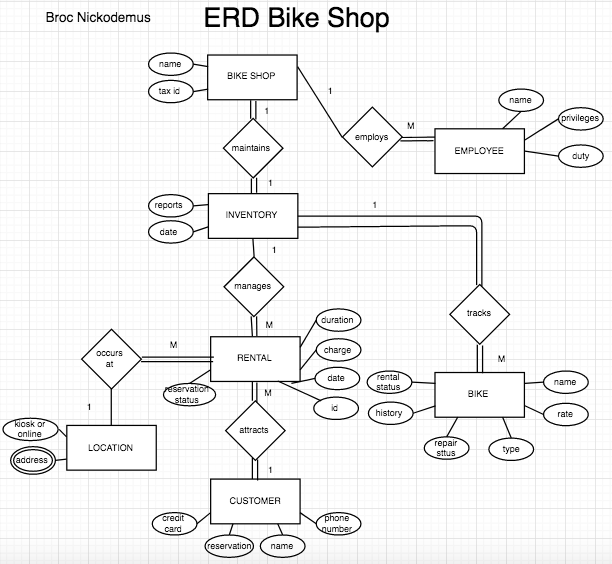 Broc Nickodemus
ERD Bike Shop
name
BIKE SHOP
tax id
1
1
name
privileges
employs
M
EMPLOYEE
duty
maintains
1
reports
INVENTORY
date
1
1
manages
tracks
M
duration
M
occurs
at
RENTAL
charge
M
date
reservation
status
M
id
rental
status
BIKE
name
history
rate
repair
sttus
type
1
kiosk or
online
LOCATION
address
attracts
1
CUSTOMER
credit
card
phone
number
reservation
name